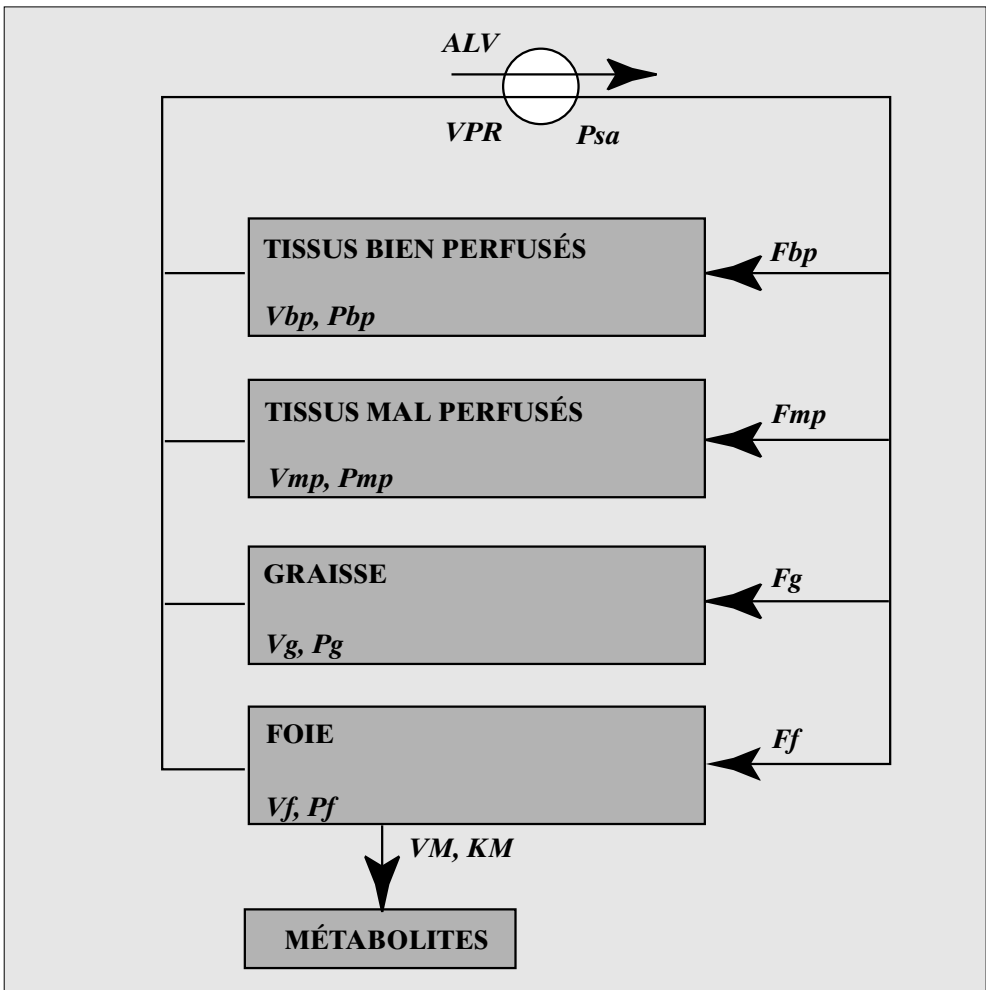 ALV
VPR
Psa
TISSUS BIEN PERFUSÉS
Fbp
Vbp, Pbp
TISSUS MAL PERFUSÉS
Fmp
Vmp, Pmp
GRAISSE
Fg
Vg, Pg
FOIE
Ff
Vf, Pf
VM, KM
MÉTABOLITES